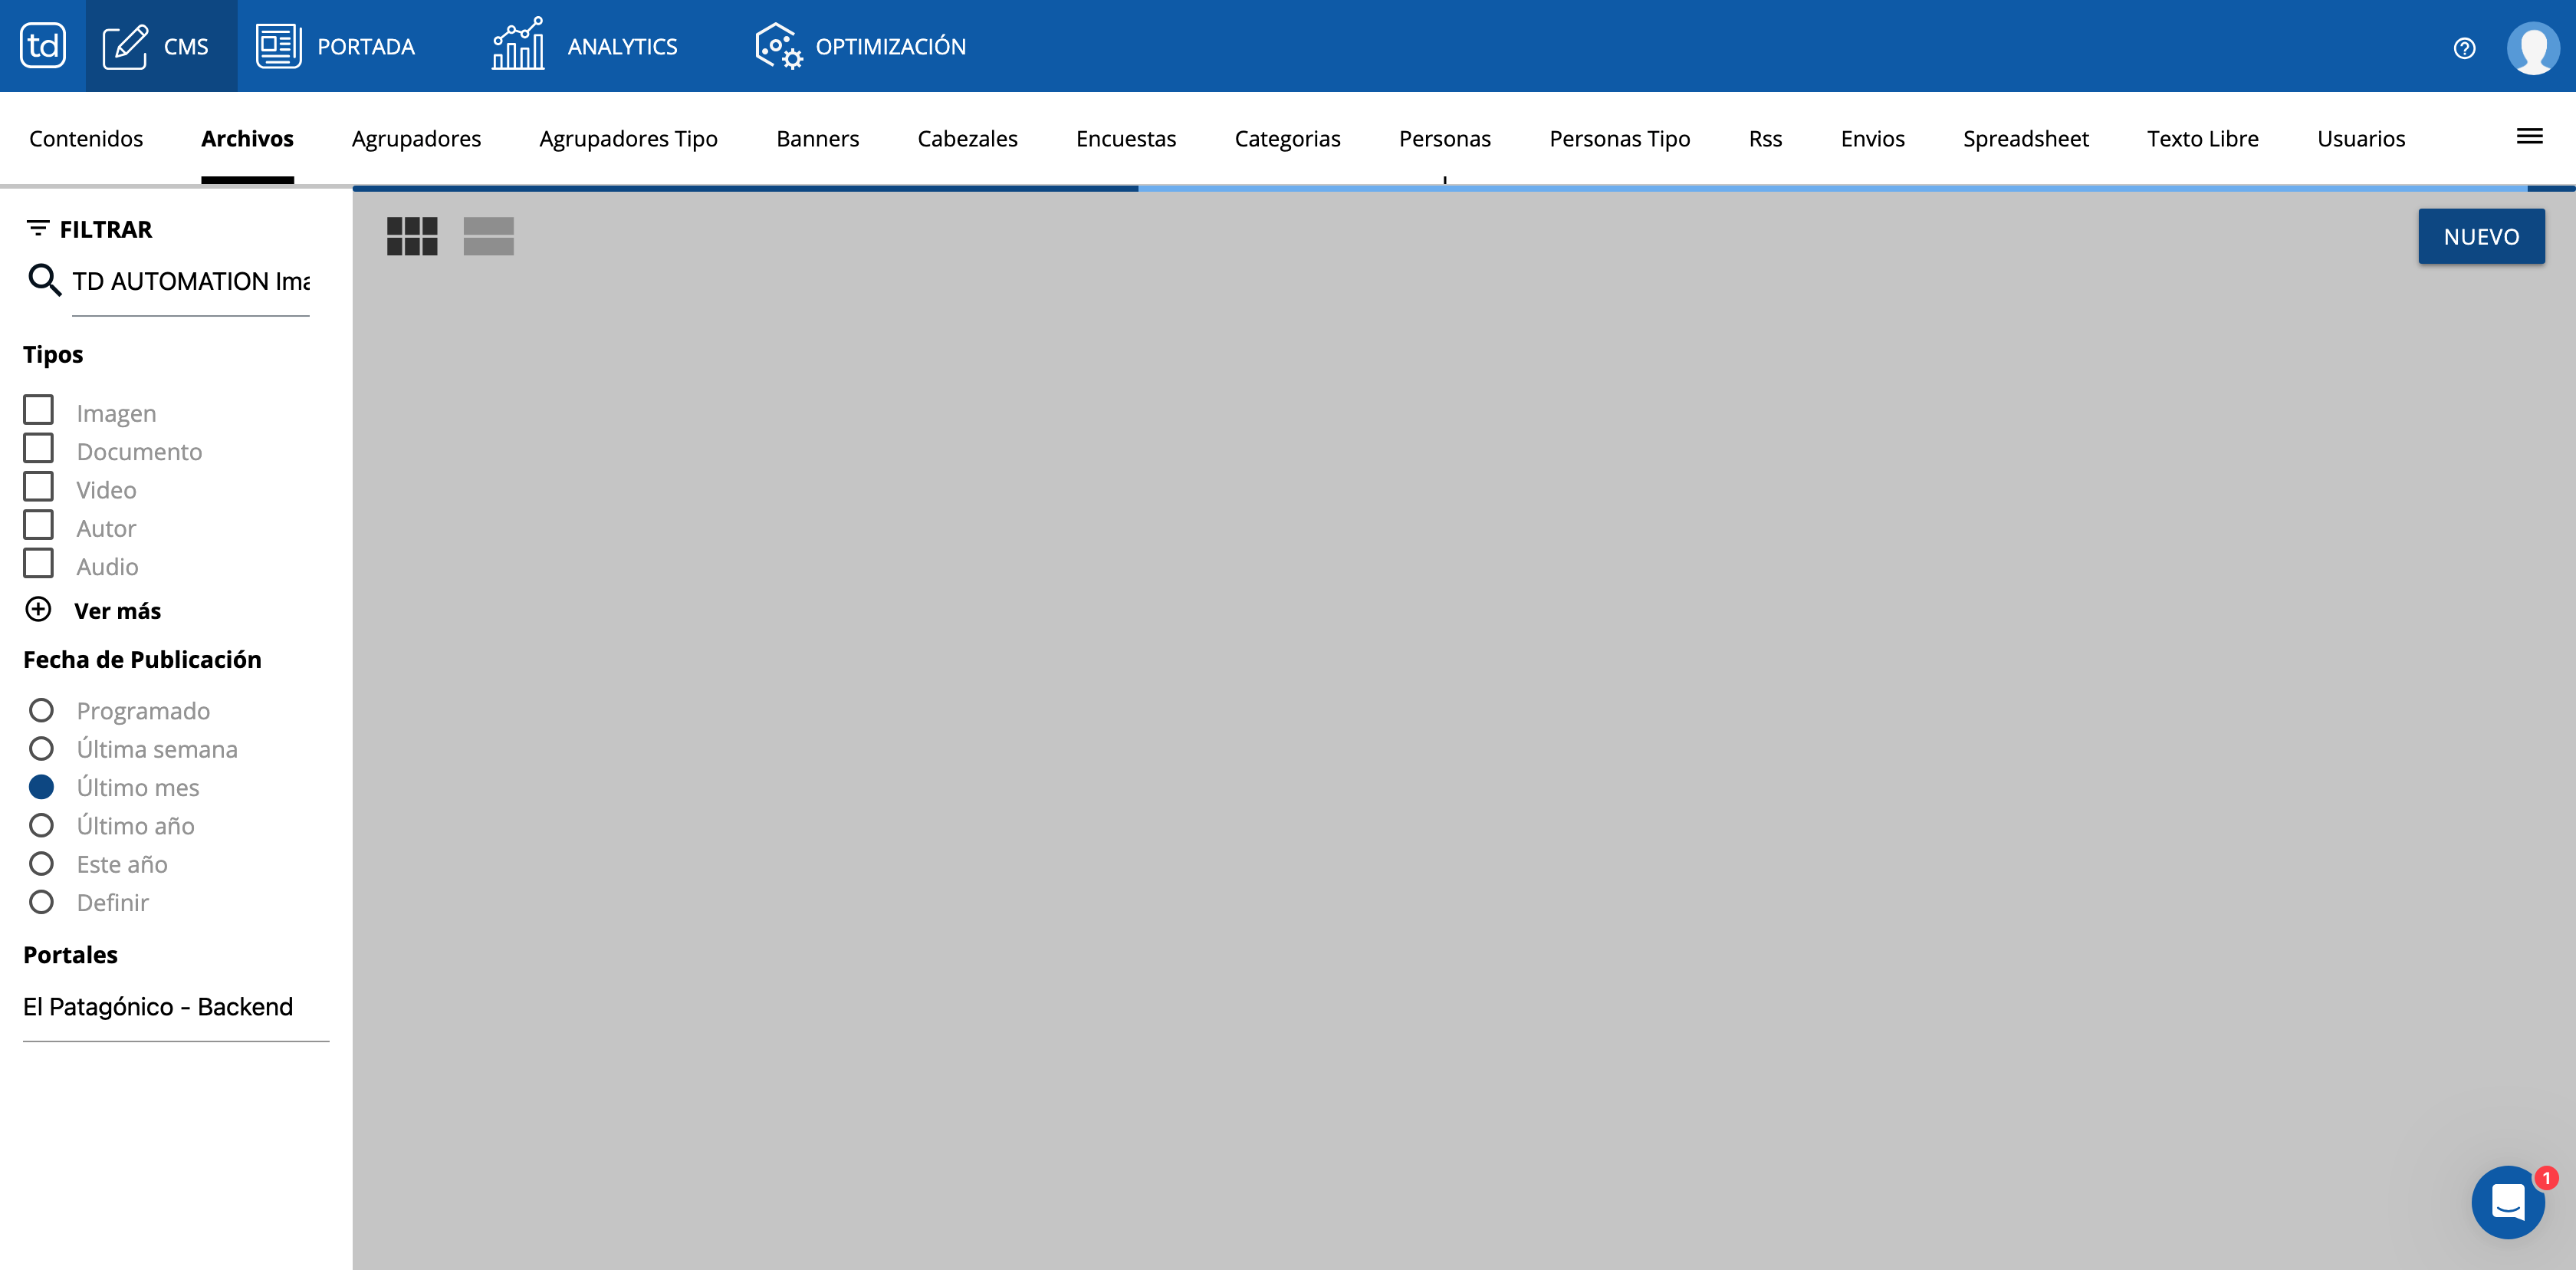 td CMS PORTADA ANALYTICS OPTIMIZACIÓN
Contenidos Archivos Agrupadores Agrupadores Tipo Banners Cabezales Encuestas Categorias Personas Personas Tipo Rss Envios Spreadsheet Texto Libre Usuarios
FILTRAR
NUEVO
TD AUTOMATION Ima
Tipos
Imagen
Documento
Video
Autor
Audio
Ver más
Fecha de Publicación
Programado
Última semana
Último mes
Último año
Este año
Definir
Portales
El Patagónico - Backend
1